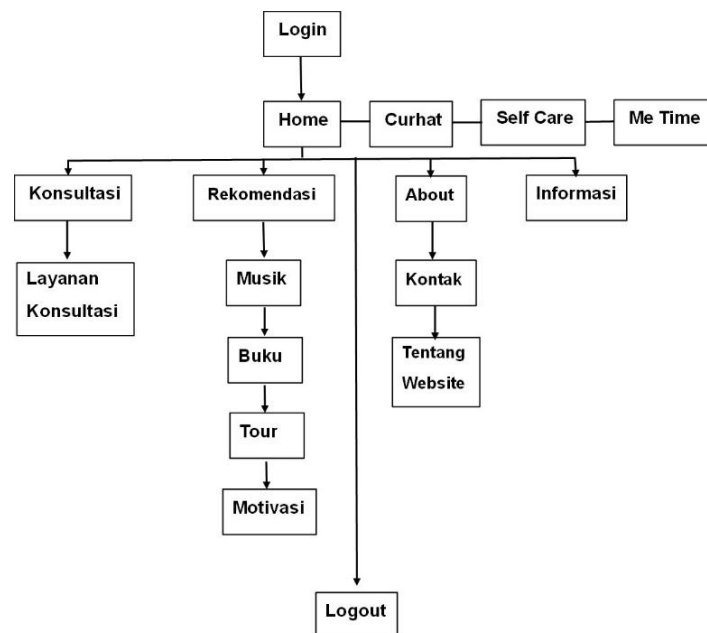 Login
Home
Curhat
Self Care
Me Time
Konsultasi
Rekomendasi
About
Informasi
Layanan
Konsultasi
Musik
Kontak
Buku
Tentang
Website
Tour
Motivasi
Logout